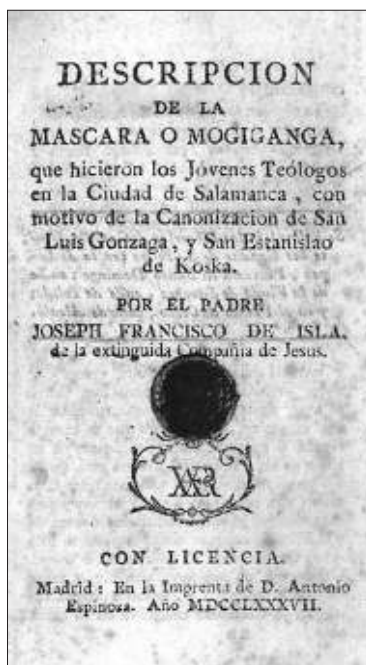 DESCRIPCION
DE LA
MASCARA O MOGIGANGA,
que hicieron los Jóvenes Teólogos
en la Ciudad de Salamanca, con
motivo de la Canonizacion de San
Luis Gonzaga, y San Estanislao
de Koska.
POR EL PADRE
JOSEPH FRANCISCO DE ISLA,
de la extinguida Compañia de Jesus.
CON LICENCIA.
Madrid: En la Imprenta de D. Antonio
Espinosa. Año MDCCLXXXVII.